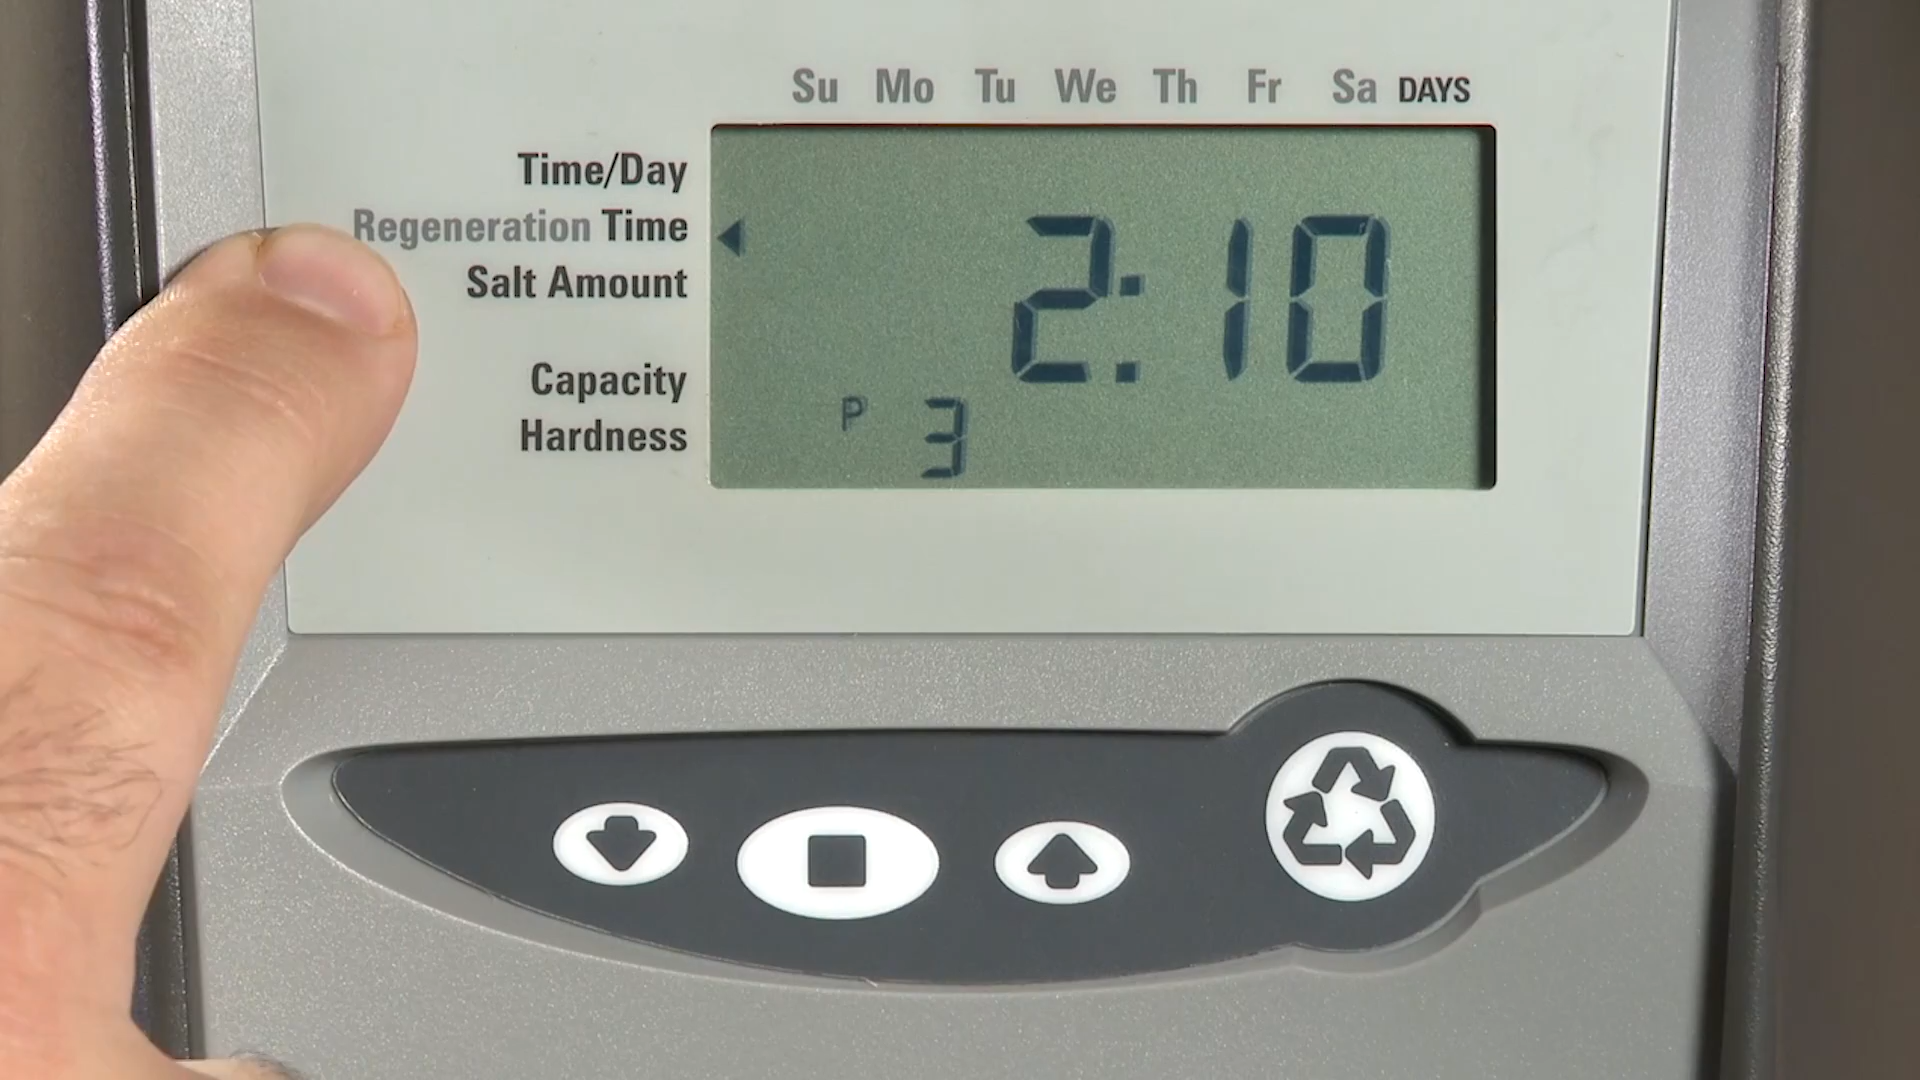 Su Mo Tu We Th Fr Sa DAYS
Time/Day
Regeneration Time
Salt Amount
Capacity
Hardness
2:10
P 3